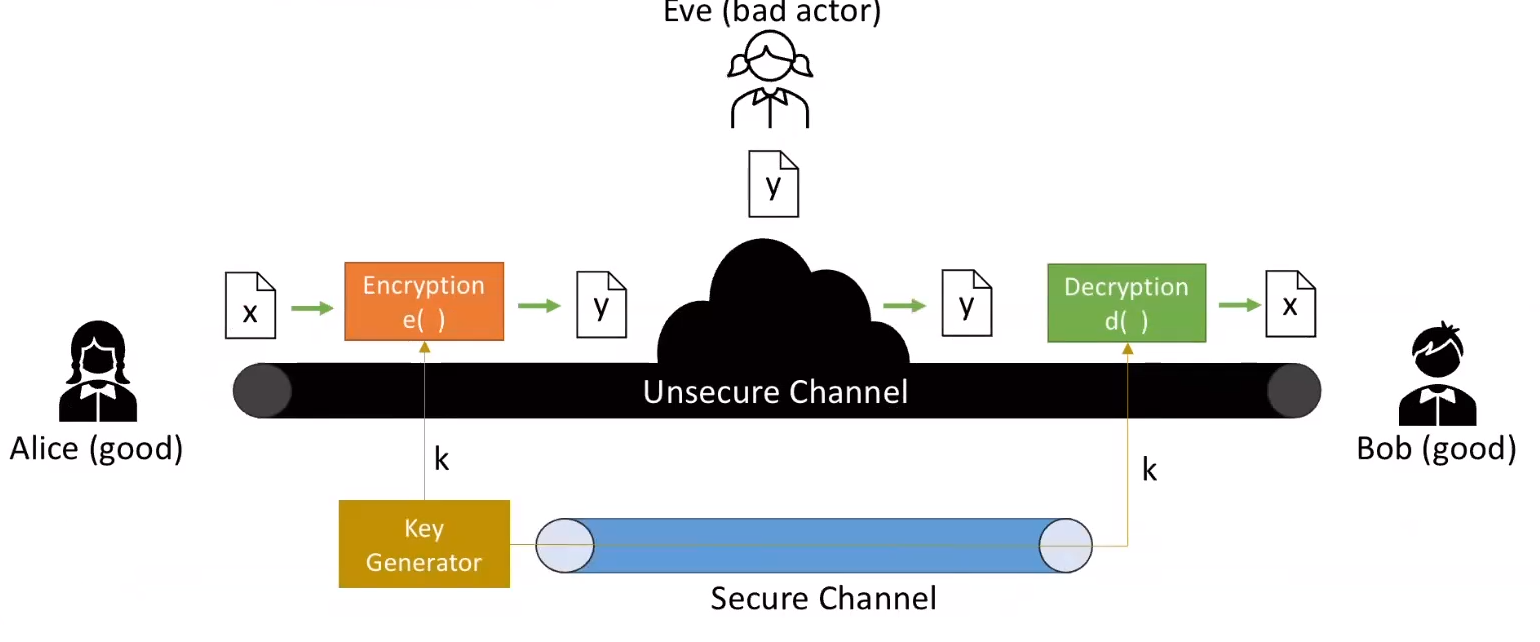 Eve (bad actor)
y
x
Encryption
e( )
y
y
Decryption
d( )
x
Unsecure Channel
Alice (good)
Bob (good)
k
k
Key
Generator
Secure Channel